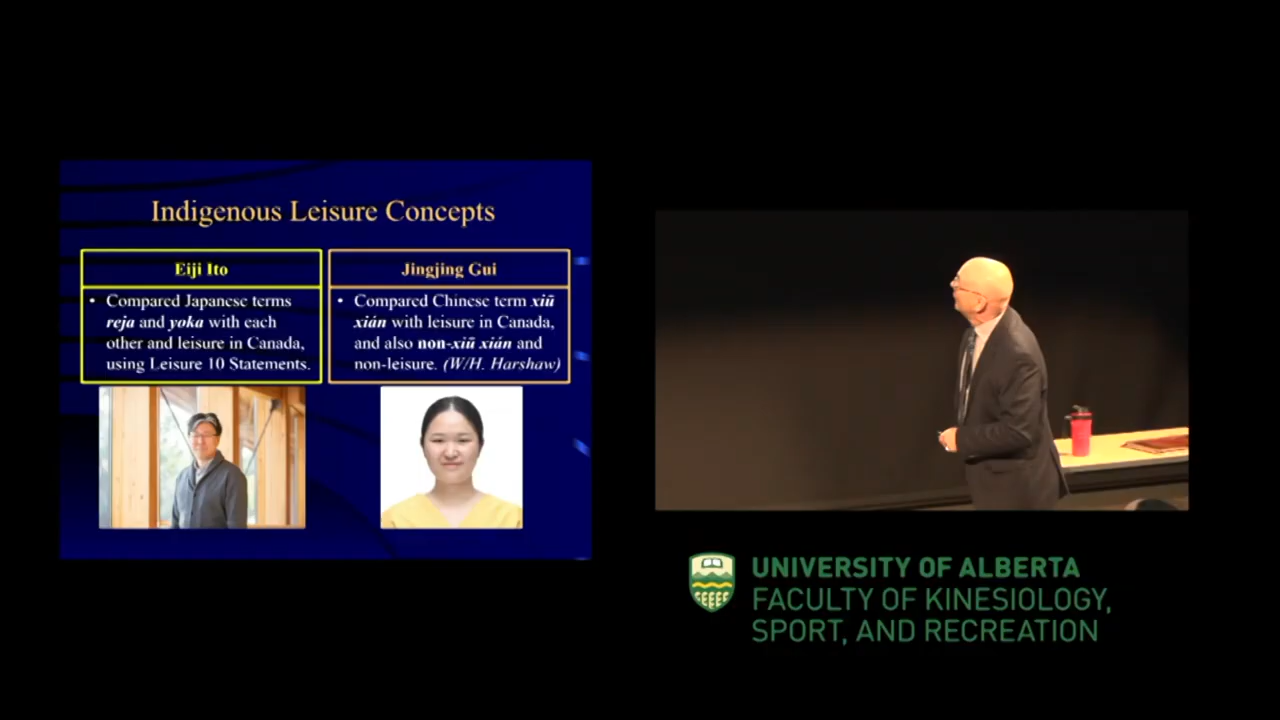 Indigenous Leisure Concepts
Eiji Ito
• Compared Japanese terms
reja and yoka with each
other and leisure in Canada,
using Leisure 10 Statements.
Jingjing Gui
• Compared Chinese term xiū
xián with leisure in Canada,
and also non-xiū xián and
non-leisure. (W/H. Harshaw)
UNIVERSITY OF ALBERTA
FACULTY OF KINESIOLOGY,
SPORT, AND RECREATION